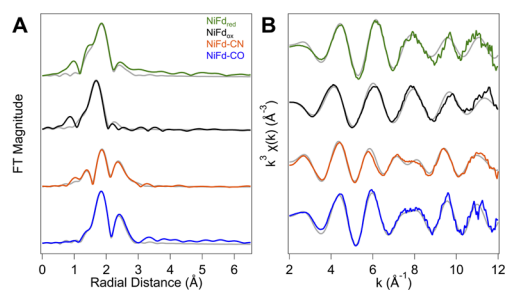 A
NiFd_red
NiFd_ox
NiFd-CN
NiFd-CO
FT Magnitude
0 1 2 3 4 5 6
Radial Distance (Å)
B
k³ χ(k) (Å⁻³)
2 4 6 8 10 12
k (Å⁻¹)